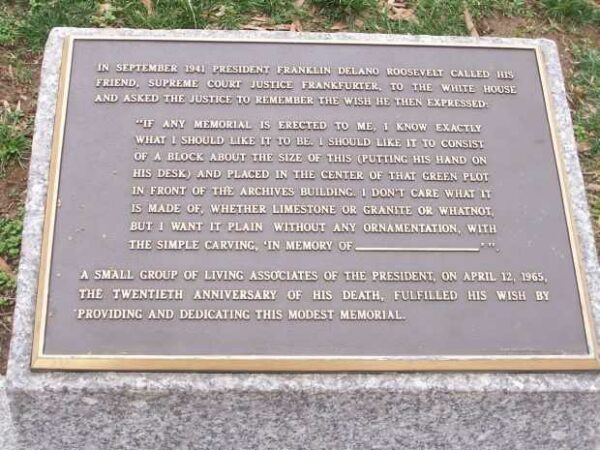 IN SEPTEMBER 1941 PRESIDENT FRANKLIN DELANO ROOSEVELT CALLED HIS
FRIEND, SUPREME COURT JUSTICE FRANKFURTER, TO THE WHITE HOUSE
AND ASKED THE JUSTICE TO REMEMBER THE WISH HE THEN EXPRESSED:
"IF ANY MEMORIAL IS ERECTED TO ME, I KNOW EXACTLY
WHAT I SHOULD LIKE IT TO BE. I SHOULD LIKE IT TO CONSIST
OF A BLOCK ABOUT THE SIZE OF THIS (PUTTING HIS HAND ON
HIS DESK) AND PLACED IN THE CENTER OF THAT GREEN PLOT
IN FRONT OF THE ARCHIVES BUILDING. I DON'T CARE WHAT IT
IS MADE OF, WHETHER LIMESTONE OR GRANITE OR WHATNOT,
BUT I WANT IT PLAIN WITHOUT ANY ORNAMENTATION, WITH
THE SIMPLE CARVING, 'IN MEMORY OF ____________ ' ".
A SMALL GROUP OF LIVING ASSOCIATES OF THE PRESIDENT, ON APRIL 12, 1965,
THE TWENTIETH ANNIVERSARY OF HIS DEATH, FULFILLED HIS WISH BY
PROVIDING AND DEDICATING THIS MODEST MEMORIAL.